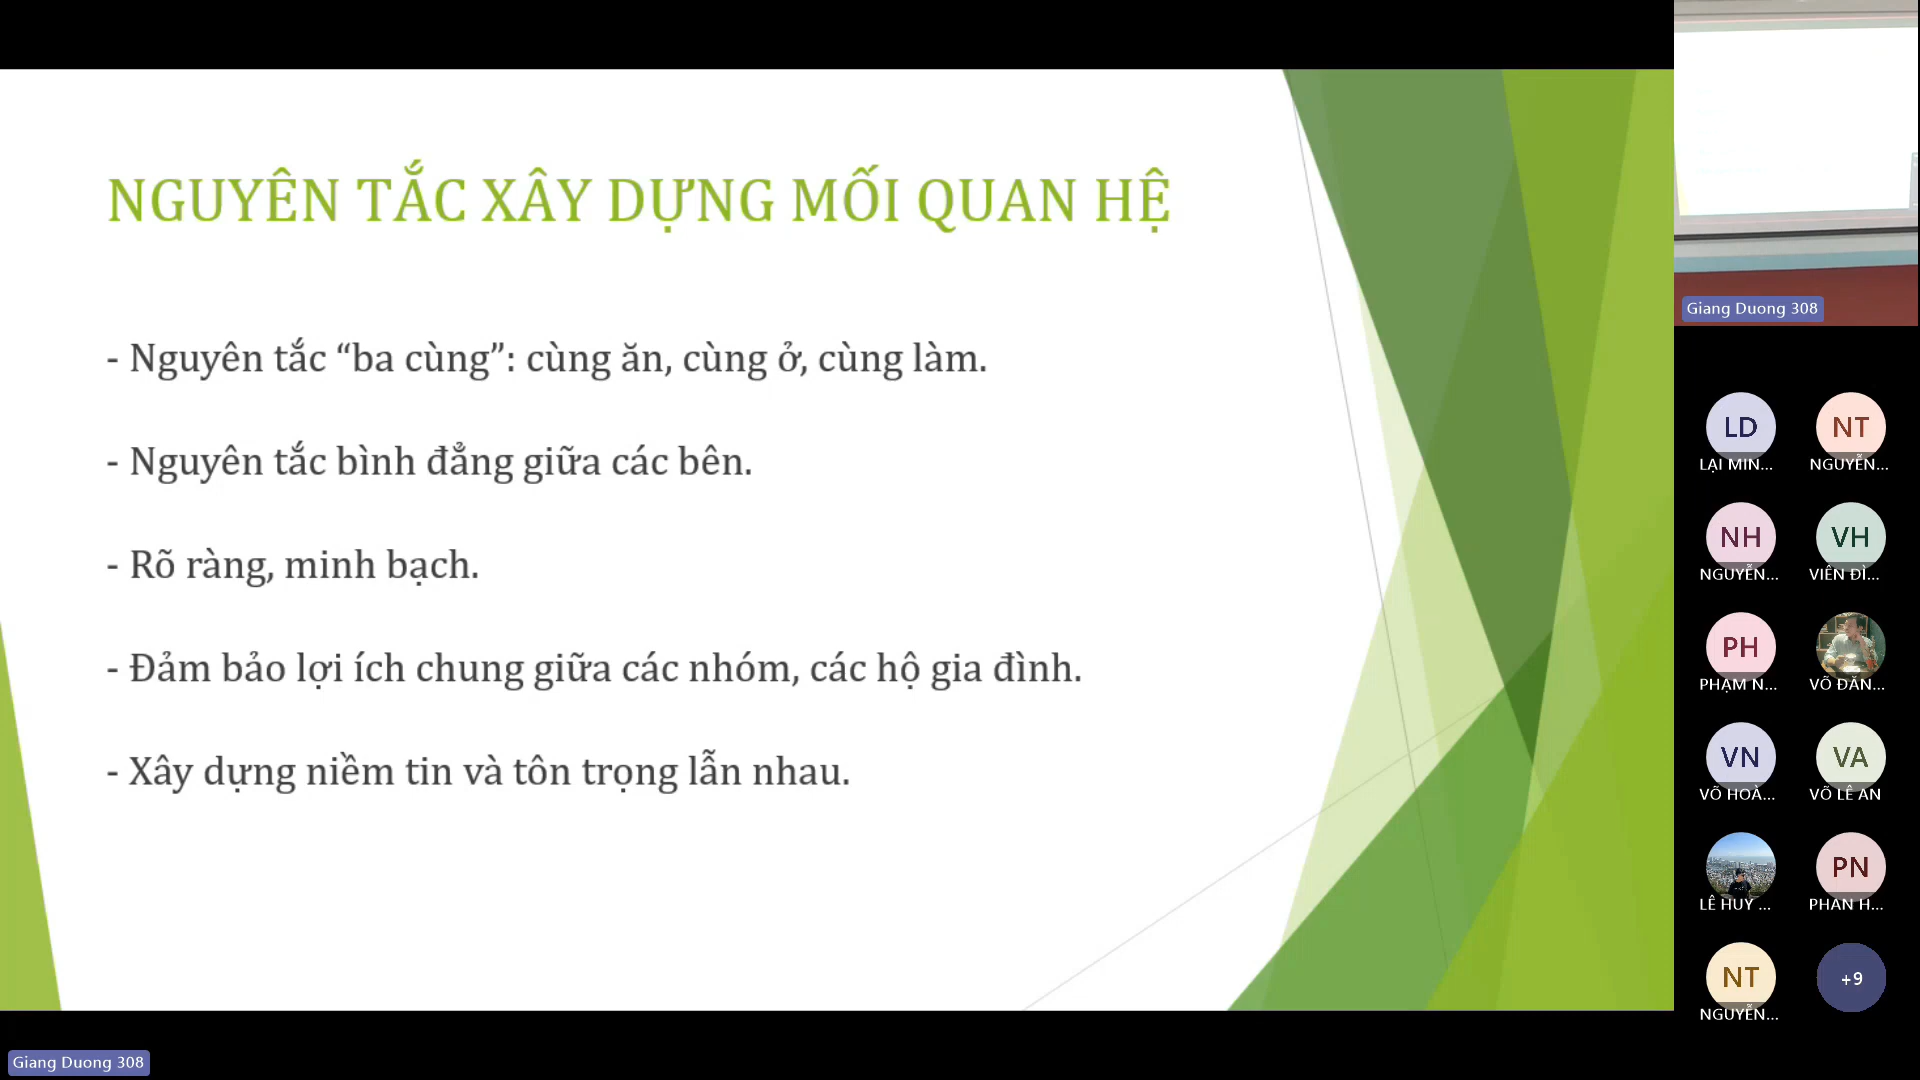 NGUYÊN TẮC XÂY DỰNG MỐI QUAN HỆ
- Nguyên tắc “ba cùng”: cùng ăn, cùng ở, cùng làm.
- Nguyên tắc bình đẳng giữa các bên.
- Rõ ràng, minh bạch.
- Đảm bảo lợi ích chung giữa các nhóm, các hộ gia đình.
- Xây dựng niềm tin và tôn trọng lẫn nhau.
Giang Duong 308
Giang Duong 308
LD
LẠI MIN...
NT
NGUYỄN...
NH
NGUYỄN...
VH
VIÊN ĐÌ...
PH
PHẠM N...
VÕ ĐĂN...
VN
VÕ HOÀ...
VA
VÕ LÊ AN
LÊ HUY ...
PN
PHAN H...
NT
NGUYỄN...
+9